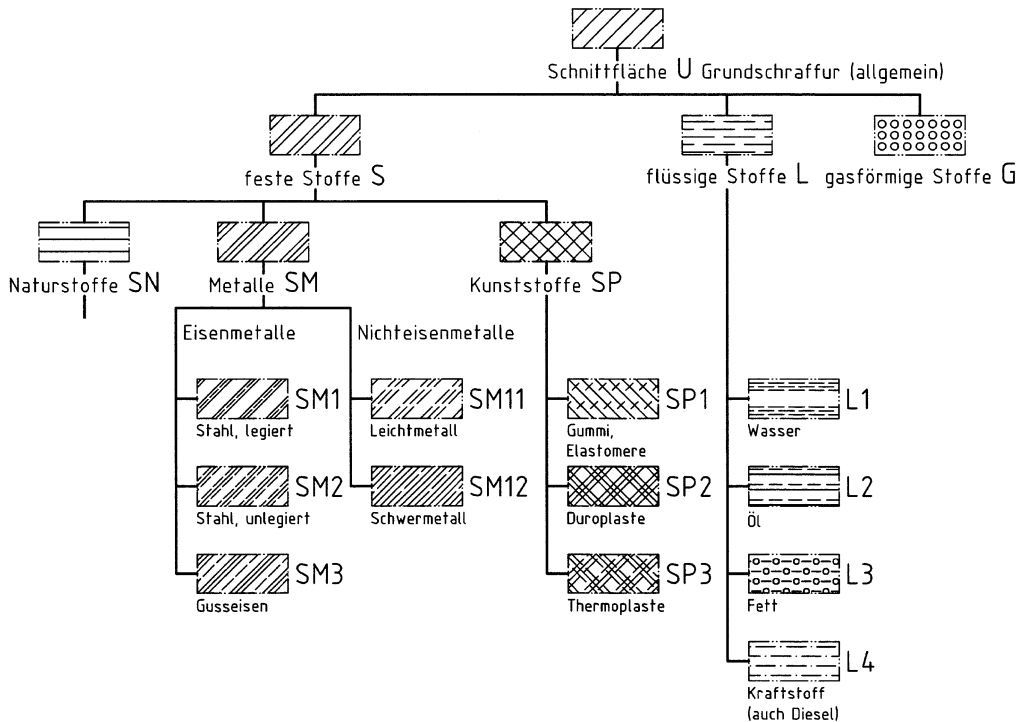 Schnittfläche U Grundschraffur (allgemein)
feste Stoffe S
flüssige Stoffe L
gasförmige Stoffe G
Naturstoffe SN
Metalle SM
Kunststoffe SP
Eisenmetalle
Nichteisenmetalle
SM1
Stahl, legiert
SM11
Leichtmetall
SP1
Gummi,
Elastomere
L1
Wasser
SM2
Stahl, unlegiert
SM12
Schwermetall
SP2
Duroplaste
L2
Öl
SM3
Gusseisen
SP3
Thermoplaste
L3
Fett
L4
Kraftstoff
(auch Diesel)